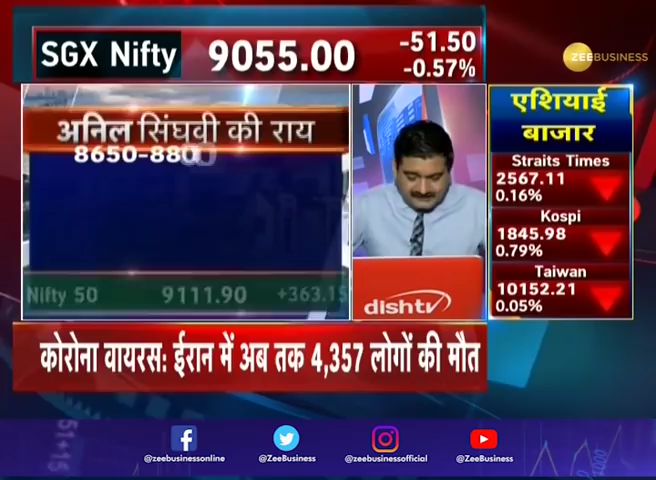 SGX Nifty 9055.00 -51.50
-0.57%
ZEEBUSINESS
अनिल सिंघवी की राय
8650-8800
Nifty 50 9111.90 +363.15
dishtv
एशियाई
बाजार
Straits Times
2567.11
0.16%
Kospi
1845.98
0.79%
Taiwan
10152.21
0.05%
कोरोना वायरस: ईरान में अब तक 4,357 लोगों की मौत
@zeebusinessonline @ZeeBusiness @zeebusinessofficial @ZeeBusiness